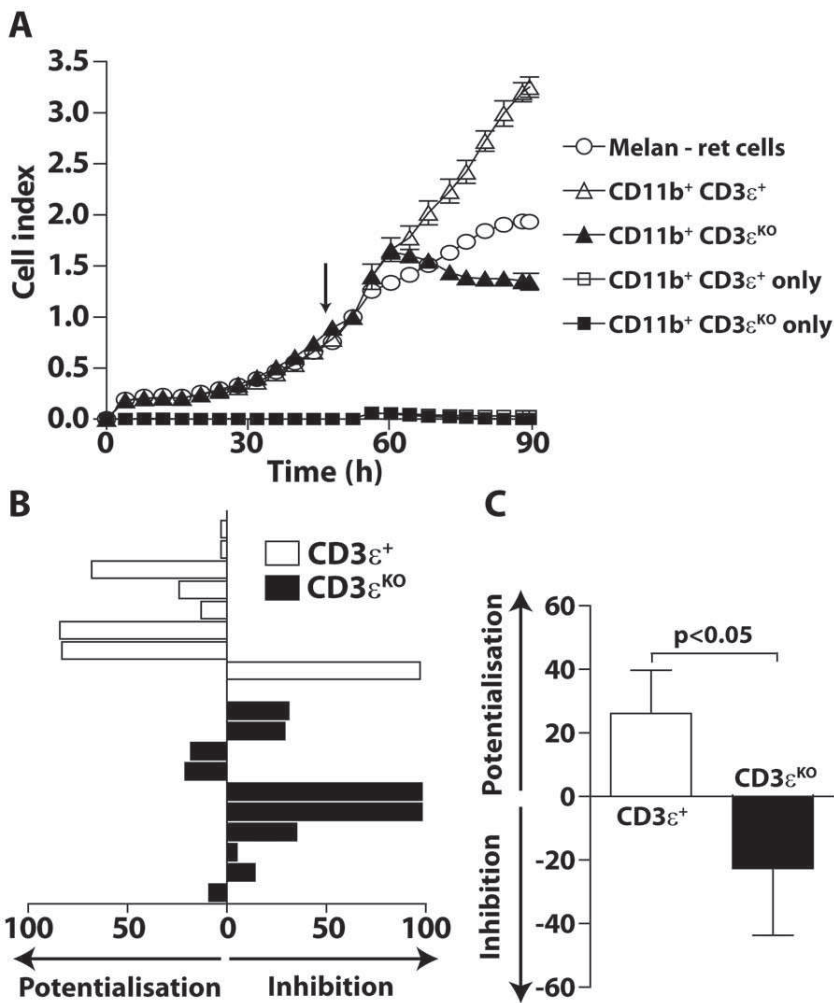 A
3.5
3.0
2.5
2.0
1.5
1.0
0.5
0.0
Cell index
0
30
60
90
Time (h)
Melan - ret cells
CD11b⁺ CD3ε⁺
CD11b⁺ CD3ε^KO
CD11b⁺ CD3ε⁺ only
CD11b⁺ CD3ε^KO only
B
CD3ε⁺
CD3ε^KO
100
50
0
50
100
Potentialisation
Inhibition
C
60
40
20
0
-20
-40
-60
Potentialisation
Inhibition
p<0.05
CD3ε^KO
CD3ε⁺